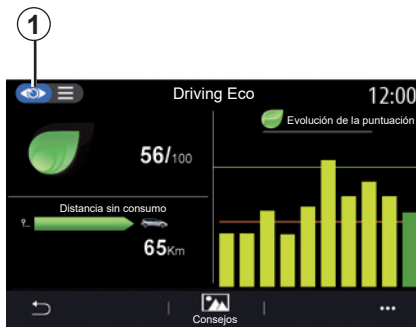 1
Driving Eco
12:00
Evolución de la puntuación
56/100
Distancia sin consumo
65Km
Consejos